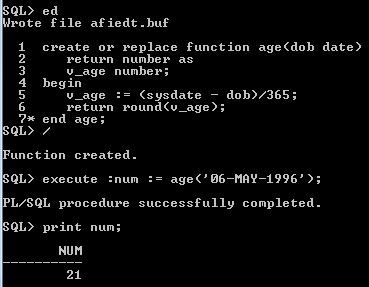 SQL> ed
Wrote file afiedt.buf
1 create or replace function age(dob date)
2 return number as
3 v_age number;
4 begin
5 v_age := (sysdate - dob)/365;
6 return round(v_age);
7* end age;
SQL> /
Function created.
SQL> execute :num := age('06-MAY-1996');
PL/SQL procedure successfully completed.
SQL> print num;
NUM
----------
21